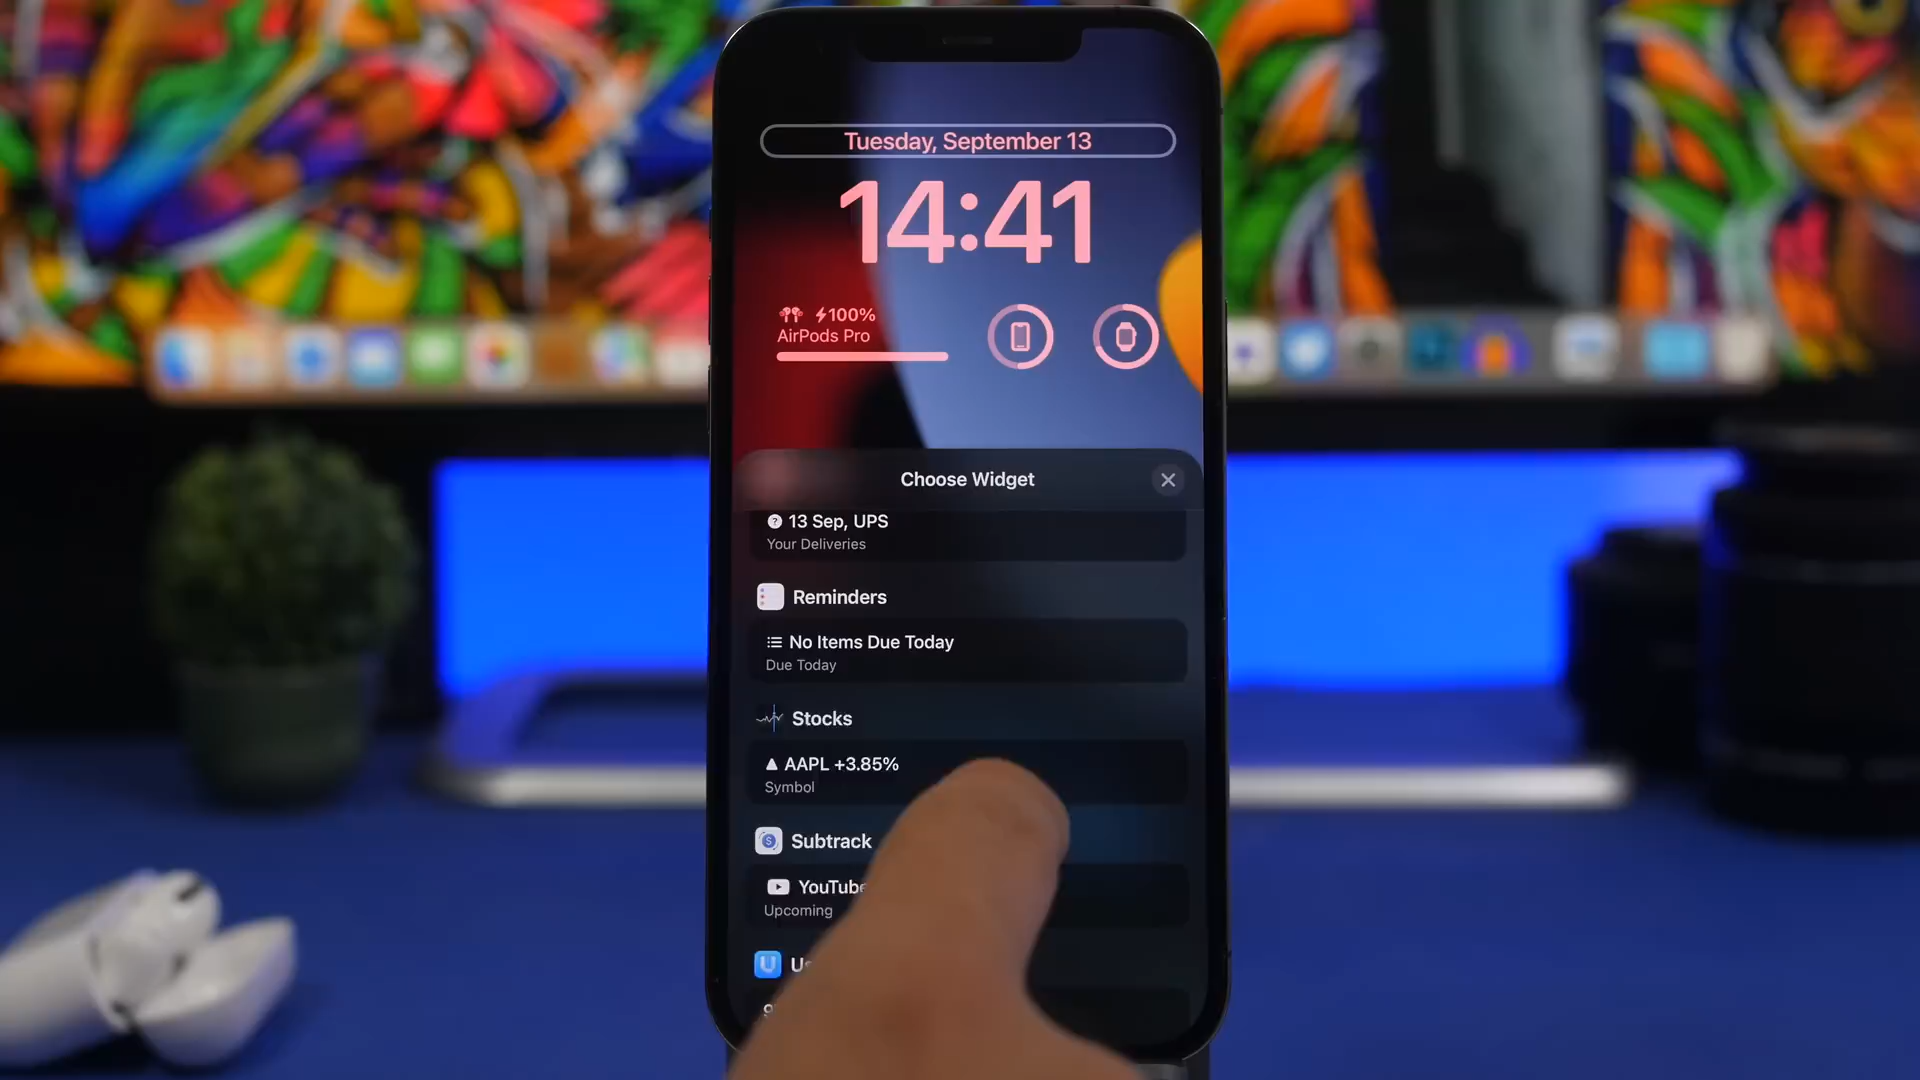 Tuesday, September 13
14:41
100%
AirPods Pro
Choose Widget
13 Sep, UPS
Your Deliveries
Reminders
No Items Due Today
Due Today
Stocks
AAPL +3.85%
Symbol
Subtrack
YouTube
Upcoming